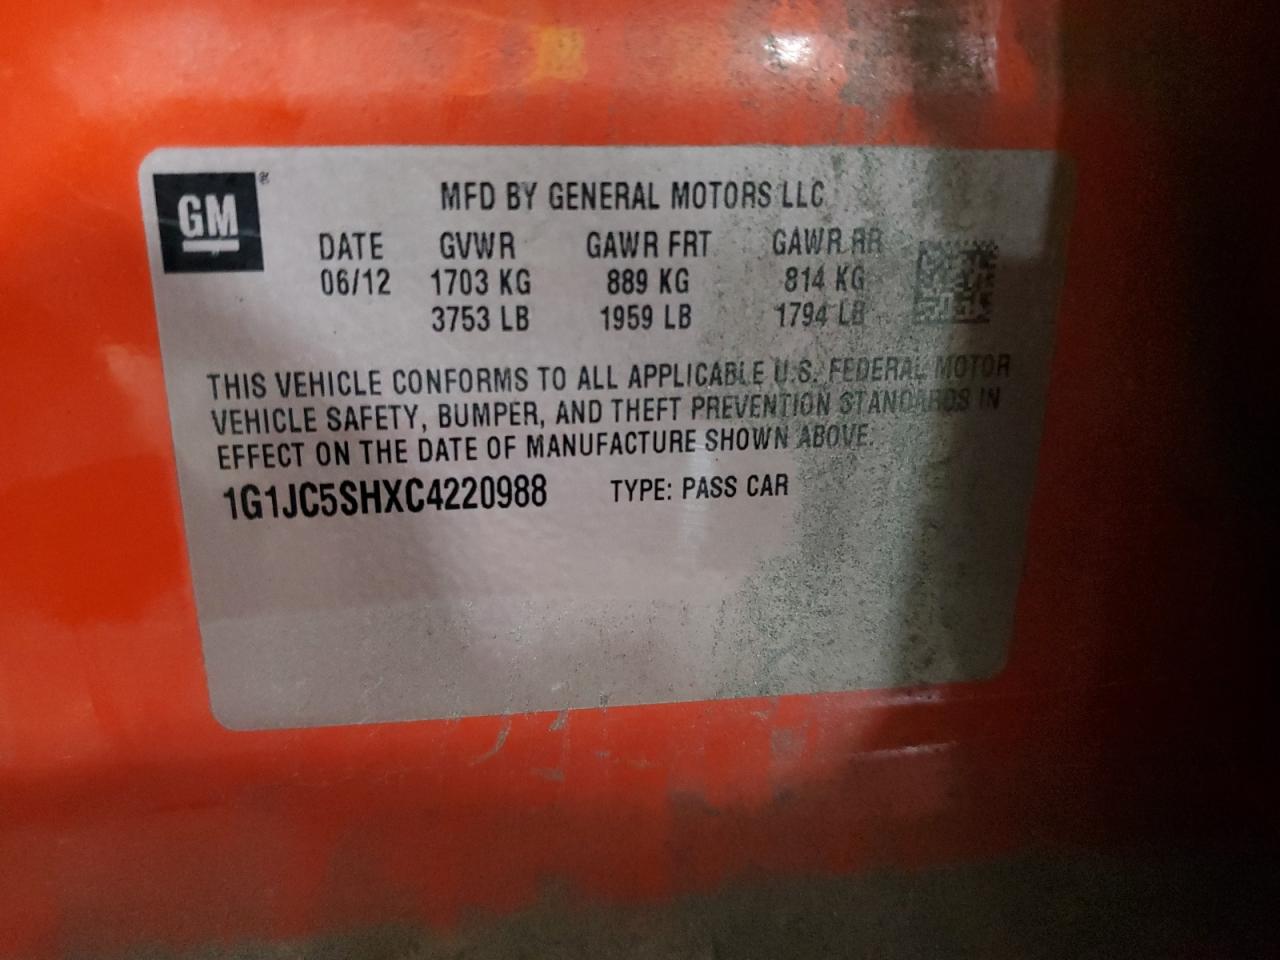 GM
MFD BY GENERAL MOTORS LLC
DATE GVWR GAWR FRT GAWR RR
06/12 1703 KG 889 KG 814 KG
3753 LB 1959 LB 1794 LB
THIS VEHICLE CONFORMS TO ALL APPLICABLE U.S. FEDERAL MOTOR
VEHICLE SAFETY, BUMPER, AND THEFT PREVENTION STANDARDS IN
EFFECT ON THE DATE OF MANUFACTURE SHOWN ABOVE.
1G1JC5SHXC4220988 TYPE: PASS CAR